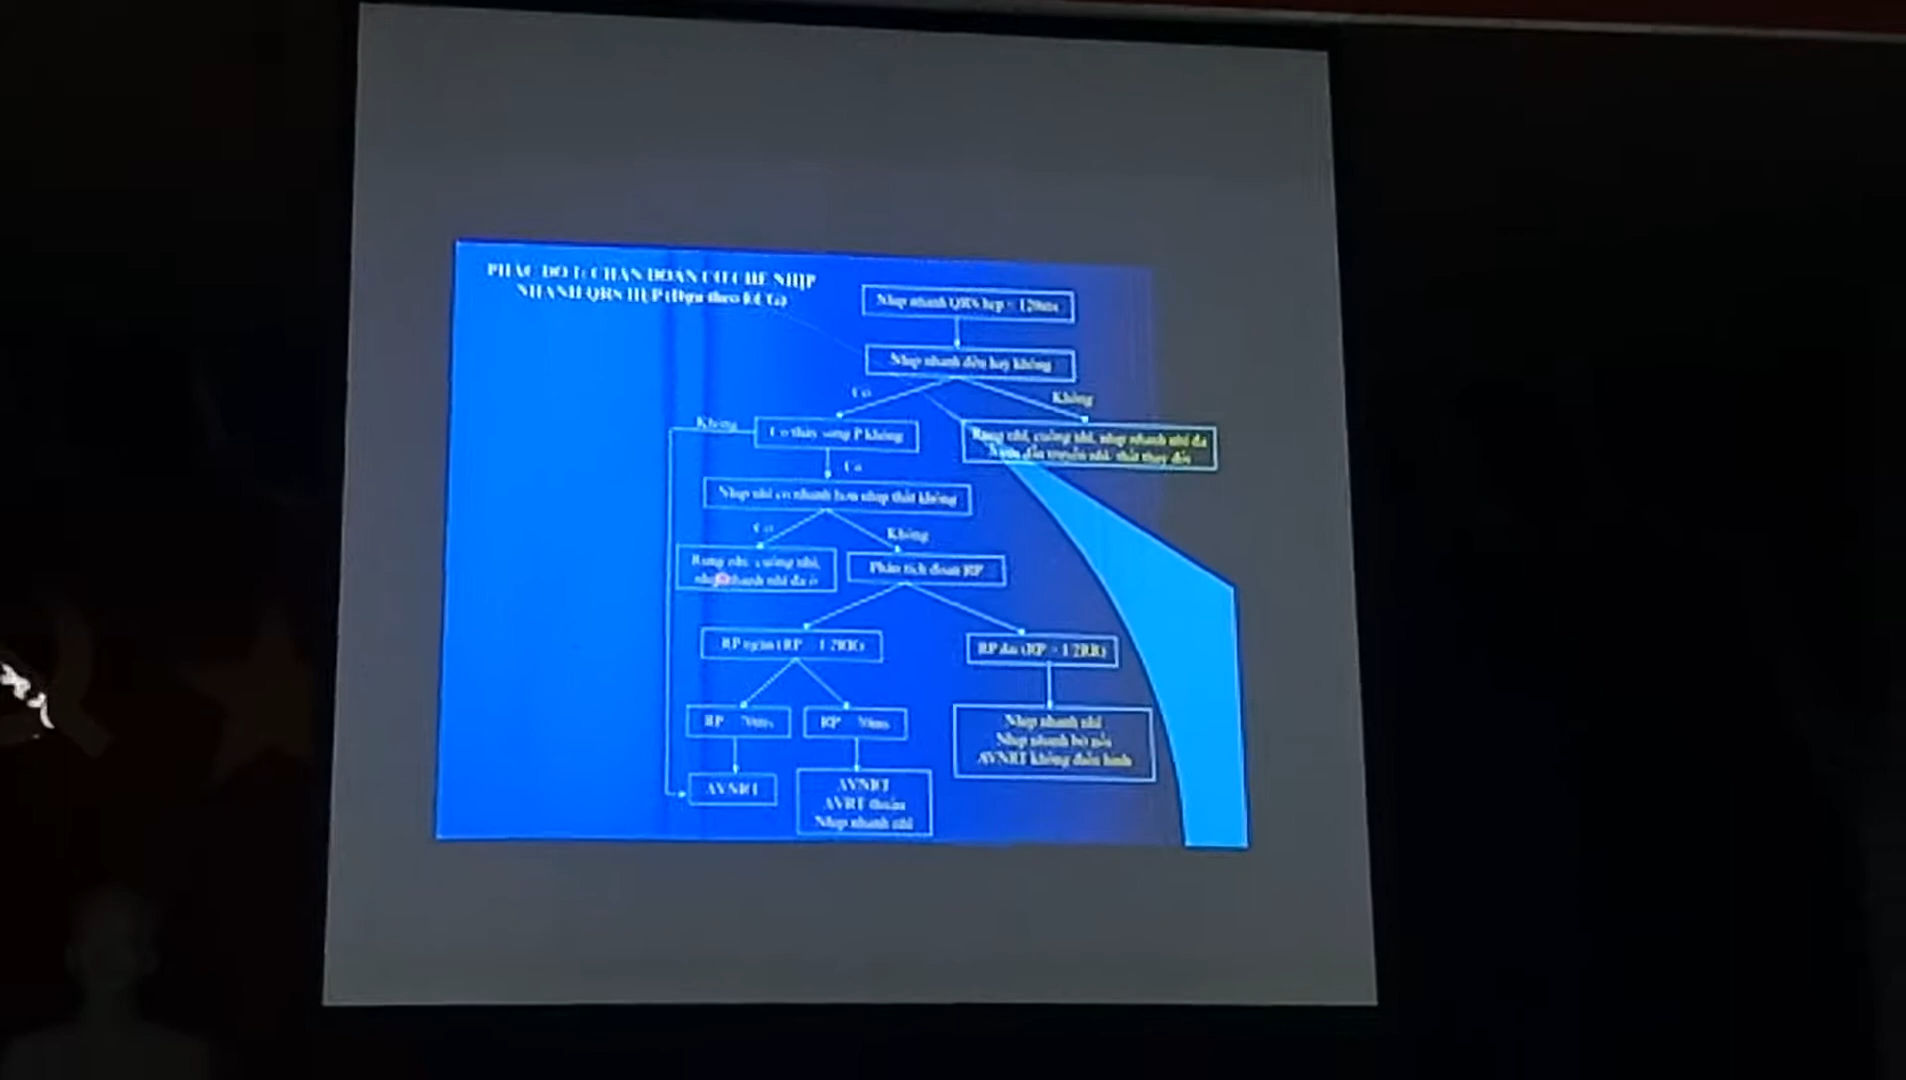 PHÁC ĐỒ 1: CHẨN ĐOÁN CƠ CHẾ NHỊP
NHANH QRS HẸP (Dựa theo ECG)
Nhịp nhanh QRS hẹp < 120ms
Nhịp nhanh đều hay không
Có
Không
Không
Có thấy sóng P không
Rung nhĩ, cuồng nhĩ, nhịp nhanh nhĩ đa
ổ với dẫn truyền nhĩ thất thay đổi
Có
Nhịp nhĩ có nhanh hơn nhịp thất không
Có
Không
Rung nhĩ, cuồng nhĩ,
nhịp nhanh nhĩ đa ổ
Phân tích đoạn RP
RP ngắn (RP 1/2RR)
RP dài (RP > 1/2RR)
RP 70ms
RP 70ms
Nhịp nhanh nhĩ
Nhịp nhanh bộ nối
AVNRT không điển hình
AVNRT
AVNRT
AVRT thuận
Nhịp nhanh nhĩ